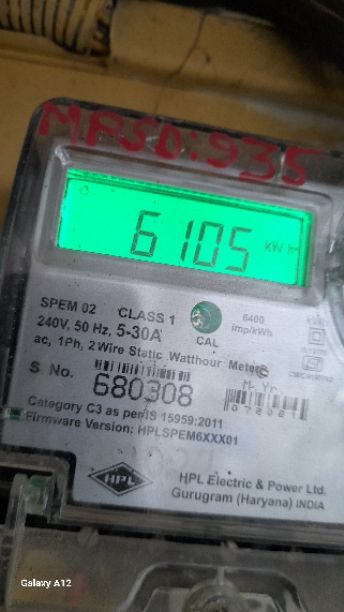 MPSD:935
6105 kWh
SPEM 02 CLASS 1 6400
240V, 50 Hz, 5-30A CAL imp/kWh
ac, 1Ph, 2 Wire Static Watthour Meter
S No. 680308 M Yr
Category C3 as per IS 15959:2011
Firmware Version: HPLSPEM6XXX01
HPL HPL Electric & Power Ltd.
Gurugram (Haryana) INDIA
Galaxy A12